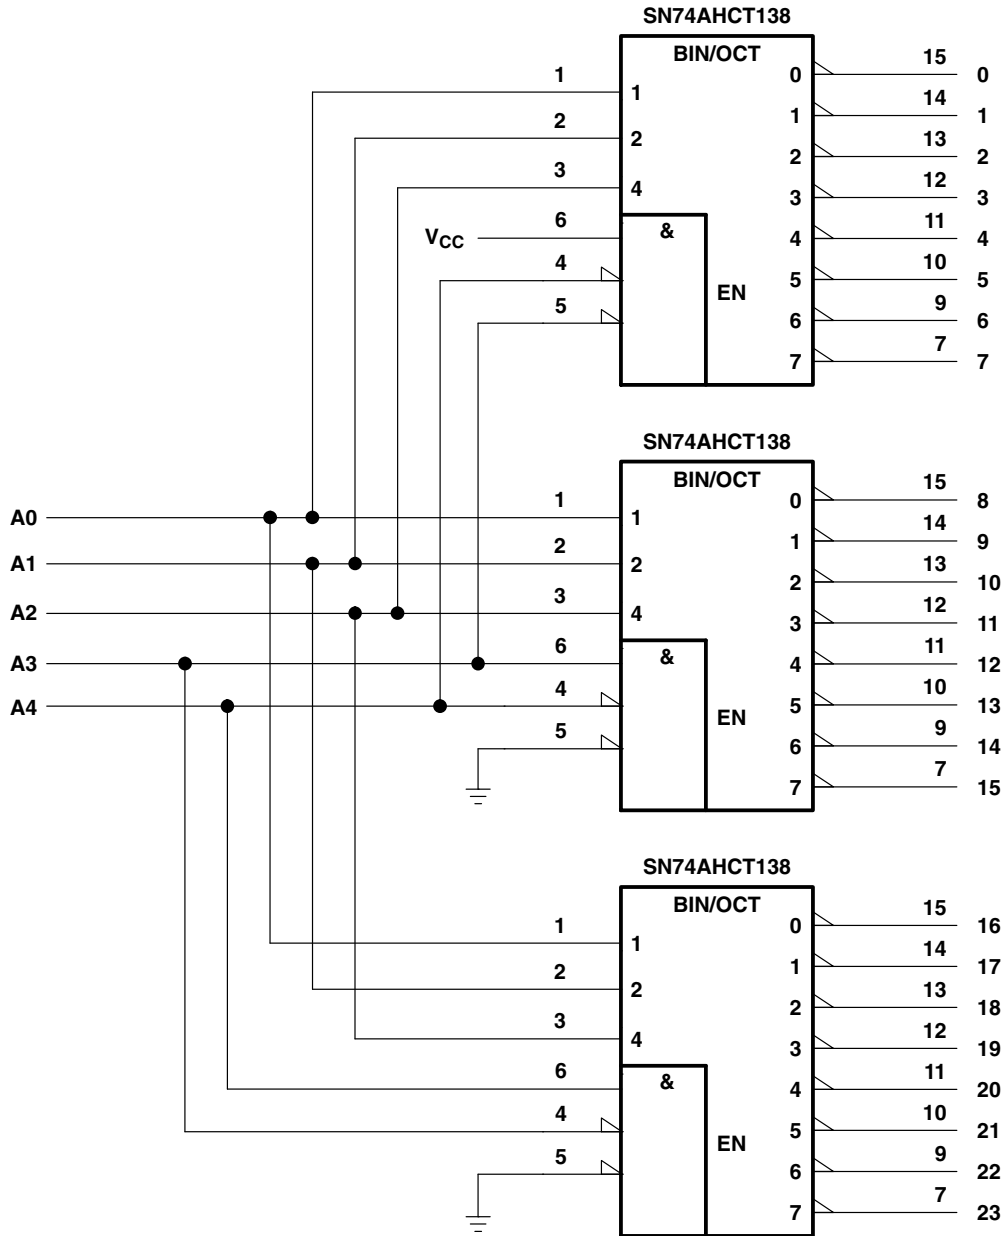 SN74AHCT138
BIN/OCT
1 1
2 2
3 4
VCC 6 &
4
5
EN
0 15 0
1 14 1
2 13 2
3 12 3
4 11 4
5 10 5
6 9 6
7 7 7
SN74AHCT138
BIN/OCT
A0 1 1
A1 2 2
A2 3 4
A3 6 &
A4 4
5
EN
0 15 8
1 14 9
2 13 10
3 12 11
4 11 12
5 10 13
6 9 14
7 7 15
SN74AHCT138
BIN/OCT
1 1
2 2
3 4
6 &
4
5
EN
0 15 16
1 14 17
2 13 18
3 12 19
4 11 20
5 10 21
6 9 22
7 7 23